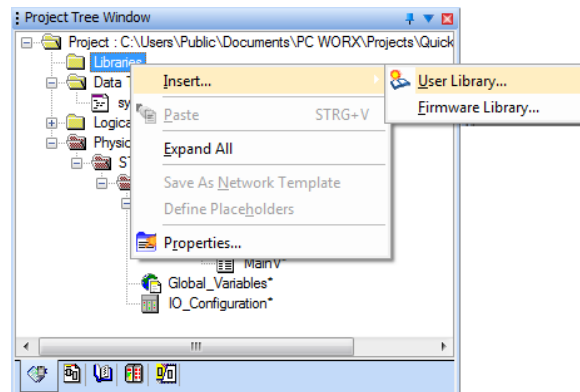 Project Tree Window
Project : C:\Users\Public\Documents\PC WORX\Projects\Quick
Libraries
Data T
sy
Logica
Physic
ST
Insert...
Paste STRG+V
Expand All
Save As Network Template
Define Placeholders
Properties...
User Library...
Firmware Library...
MainV*
Global_Variables*
IO_Configuration*